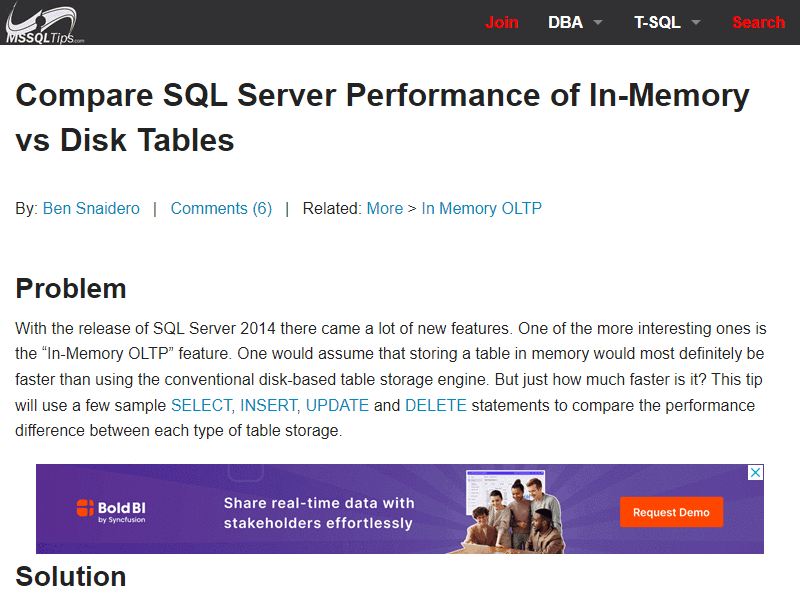 MSSQLTips.com
Join DBA T-SQL Search
Compare SQL Server Performance of In-Memory
vs Disk Tables
By: Ben Snaidero | Comments (6) | Related: More > In Memory OLTP
Problem
With the release of SQL Server 2014 there came a lot of new features. One of the more interesting ones is
the “In-Memory OLTP” feature. One would assume that storing a table in memory would most definitely be
faster than using the conventional disk-based table storage engine. But just how much faster is it? This tip
will use a few sample SELECT, INSERT, UPDATE and DELETE statements to compare the performance
difference between each type of table storage.
BoldBI
by Syncfusion
Share real-time data with
stakeholders effortlessly
Request Demo
Solution